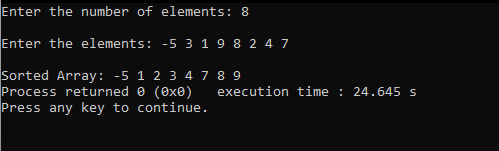 Enter the number of elements: 8
Enter the elements: -5 3 1 9 8 2 4 7
Sorted Array: -5 1 2 3 4 7 8 9
Process returned 0 (0x0)   execution time : 24.645 s
Press any key to continue.